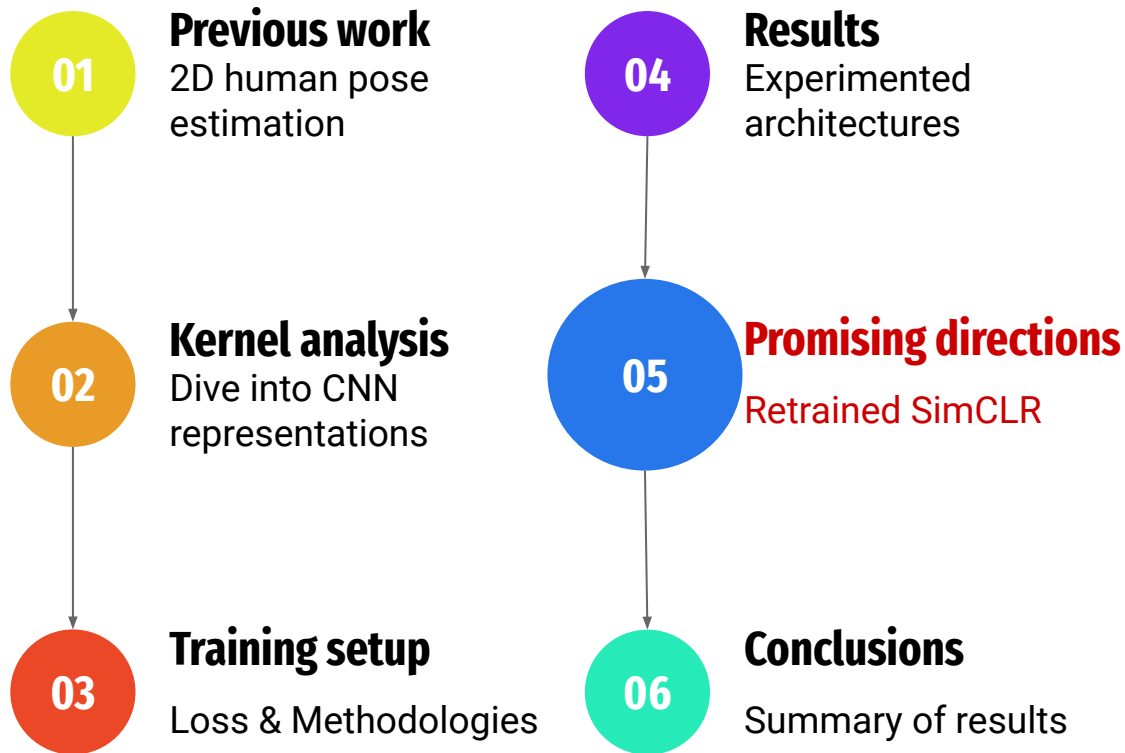 01
Previous work
2D human pose
estimation
02
Kernel analysis
Dive into CNN
representations
03
Training setup
Loss & Methodologies
04
Results
Experimented
architectures
05
Promising directions
Retrained SimCLR
06
Conclusions
Summary of results